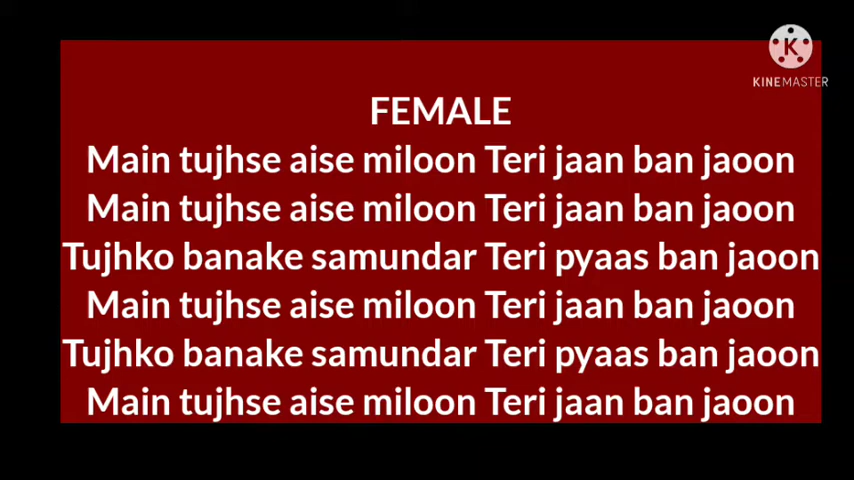 K
KINEMASTER
FEMALE
Main tujhse aise miloon Teri jaan ban jaoon
Main tujhse aise miloon Teri jaan ban jaoon
Tujhko banake samundar Teri pyaas ban jaoon
Main tujhse aise miloon Teri jaan ban jaoon
Tujhko banake samundar Teri pyaas ban jaoon
Main tujhse aise miloon Teri jaan ban jaoon